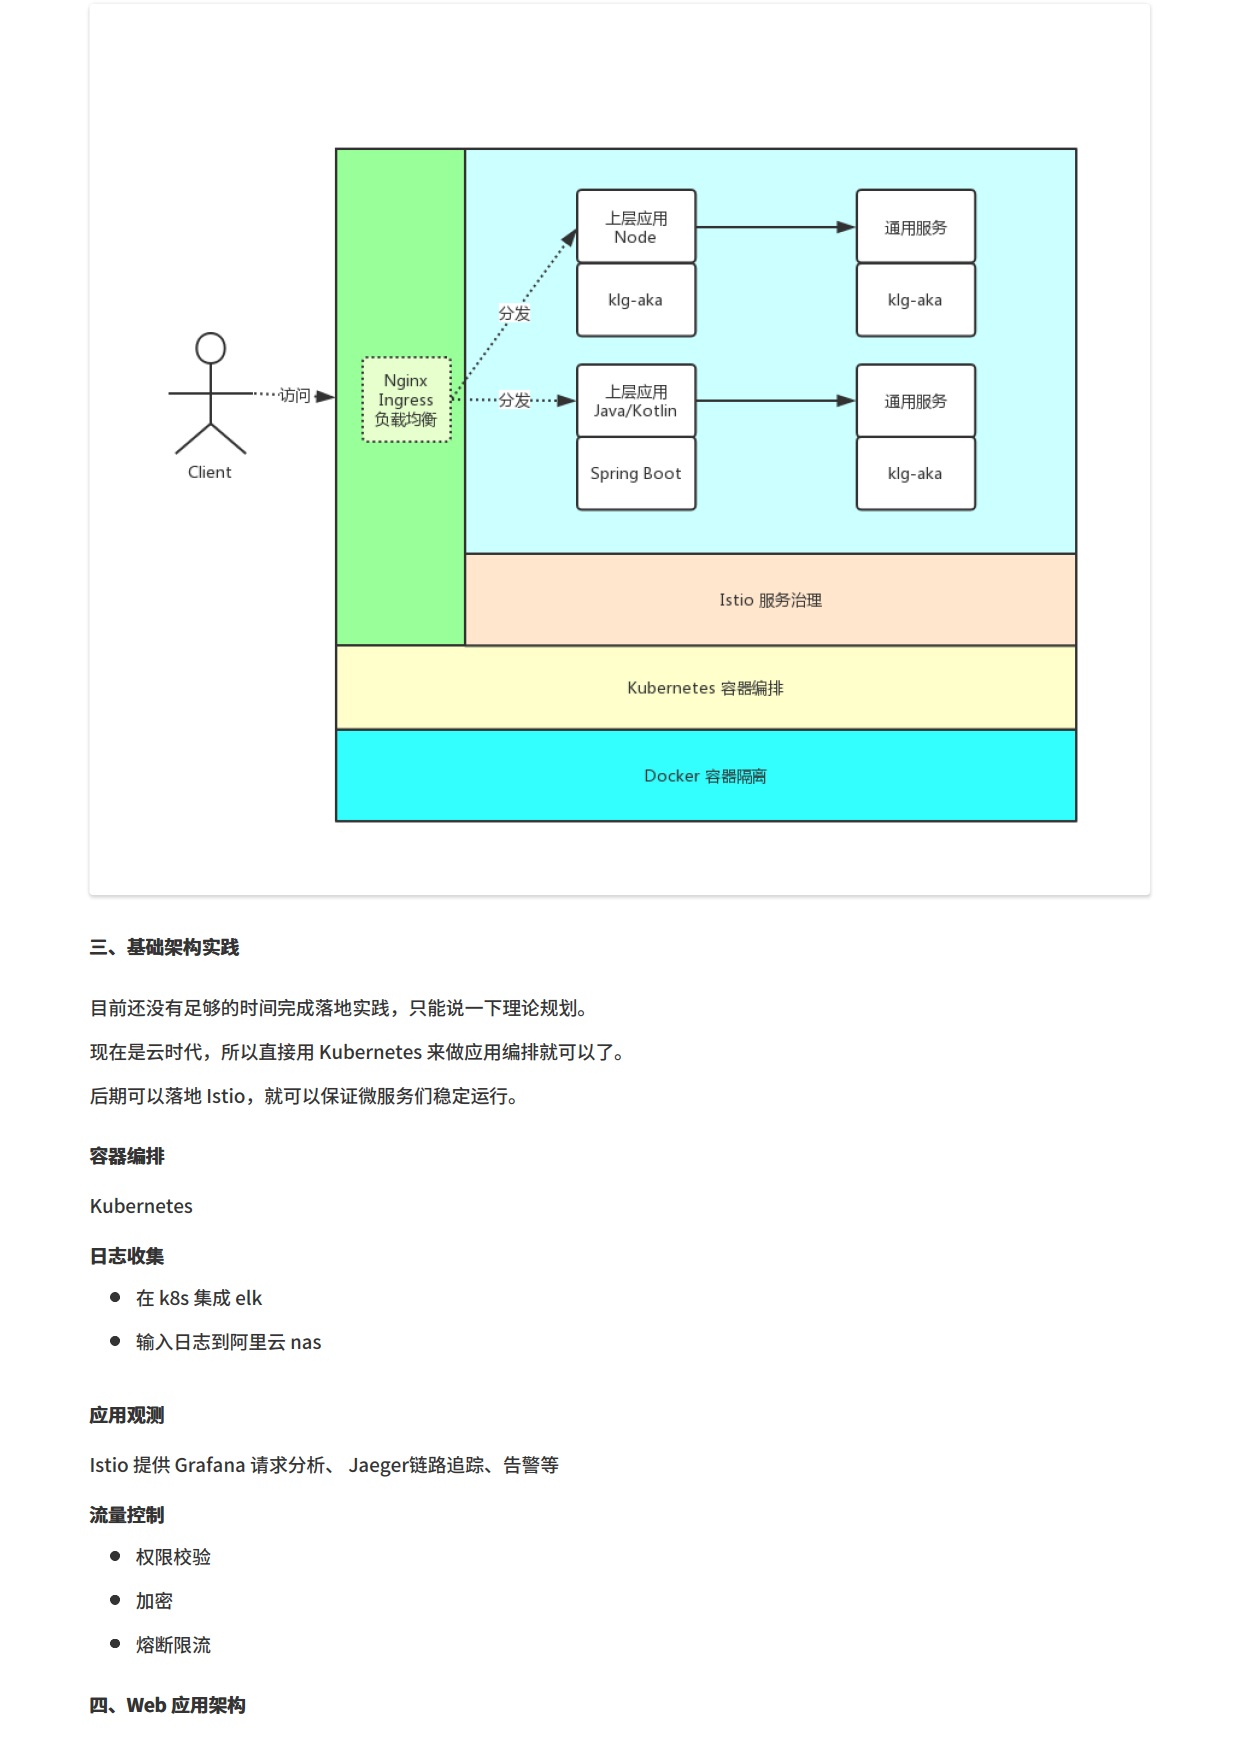 上层应用
Node
通用服务
klg-aka
klg-aka
分发
Nginx
Ingress
负载均衡
访问
分发
上层应用
Java/Kotlin
通用服务
Client
Spring Boot
klg-aka
Istio 服务治理
Kubernetes 容器编排
Docker 容器隔离
三、基础架构实践
目前还没有足够的时间完成落地实践，只能说一下理论规划。
现在是云时代，所以直接用 Kubernetes 来做应用编排就可以了。
后期可以落地 Istio，就可以保证微服务们稳定运行。
容器编排
Kubernetes
日志收集
● 在 k8s 集成 elk
● 输入日志到阿里云 nas
应用观测
Istio 提供 Grafana 请求分析、 Jaeger链路追踪、告警等
流量控制
● 权限校验
● 加密
● 熔断限流
四、Web 应用架构